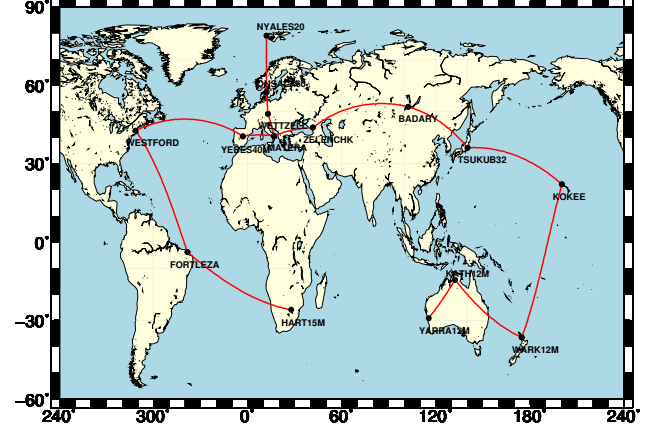 90°
NYALES20
60°
WETTZELL
BADARY
WESTFORD
YEBES40M
MATERA
ZELENCHK
TSUKUB32
30°
KOKEE
0°
FORTLEZA
KATH12M
HART15M
YARRA12M
−30°
WARK12M
−60°
240° 300° 0° 60° 120° 180° 240°